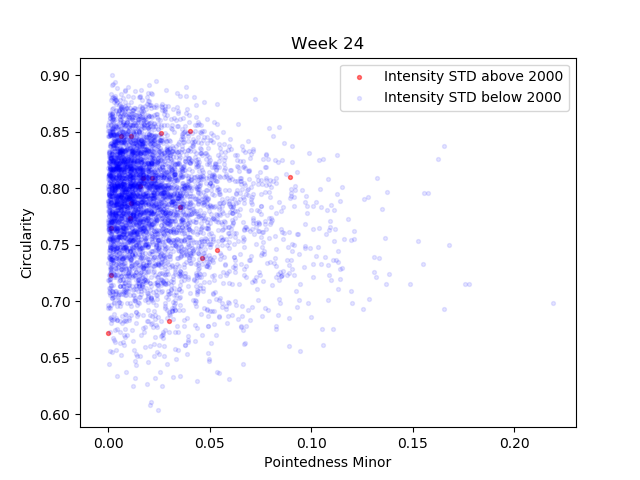 Week 24
Intensity STD above 2000
Intensity STD below 2000
0.90
0.85
0.80
0.75
0.70
0.65
0.60
Circularity
0.00 0.05 0.10 0.15 0.20
Pointedness Minor